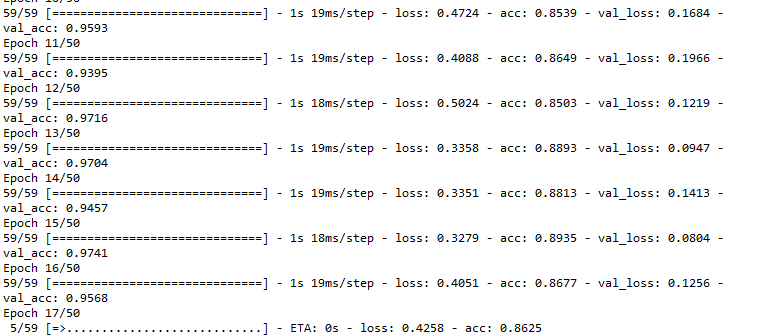 59/59 [==============================] - 1s 19ms/step - loss: 0.4724 - acc: 0.8539 - val_loss: 0.1684 -
val_acc: 0.9593
Epoch 11/50
59/59 [==============================] - 1s 19ms/step - loss: 0.4088 - acc: 0.8649 - val_loss: 0.1966 -
val_acc: 0.9395
Epoch 12/50
59/59 [==============================] - 1s 18ms/step - loss: 0.5024 - acc: 0.8503 - val_loss: 0.1219 -
val_acc: 0.9716
Epoch 13/50
59/59 [==============================] - 1s 19ms/step - loss: 0.3358 - acc: 0.8893 - val_loss: 0.0947 -
val_acc: 0.9704
Epoch 14/50
59/59 [==============================] - 1s 19ms/step - loss: 0.3351 - acc: 0.8813 - val_loss: 0.1413 -
val_acc: 0.9457
Epoch 15/50
59/59 [==============================] - 1s 18ms/step - loss: 0.3279 - acc: 0.8935 - val_loss: 0.0804 -
val_acc: 0.9741
Epoch 16/50
59/59 [==============================] - 1s 19ms/step - loss: 0.4051 - acc: 0.8677 - val_loss: 0.1256 -
val_acc: 0.9568
Epoch 17/50
5/59 [=>............................] - ETA: 0s - loss: 0.4258 - acc: 0.8625